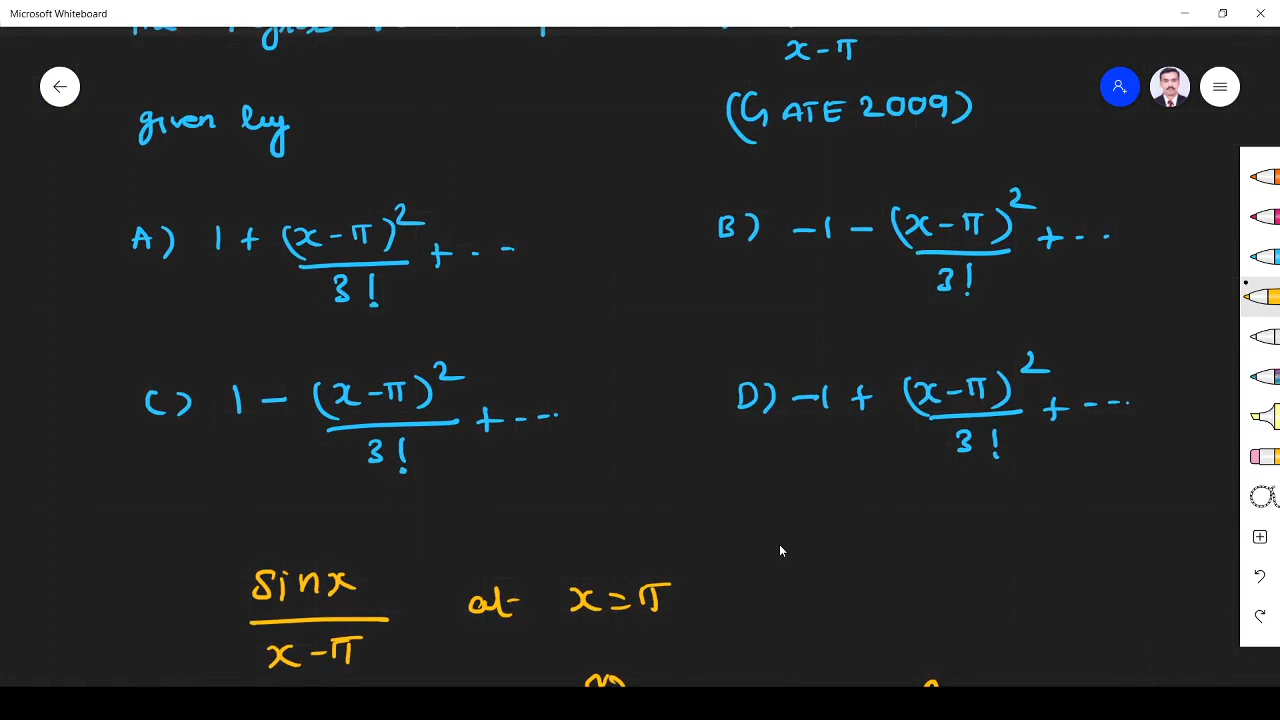 Microsoft Whiteboard
x-π
given by
(GATE 2009)
A) 1 + (x-π)²/3! + ...
B) -1 - (x-π)²/3! + ...
C) 1 - (x-π)²/3! + ...
D) -1 + (x-π)²/3! + ...
sinx/x-π at x=π